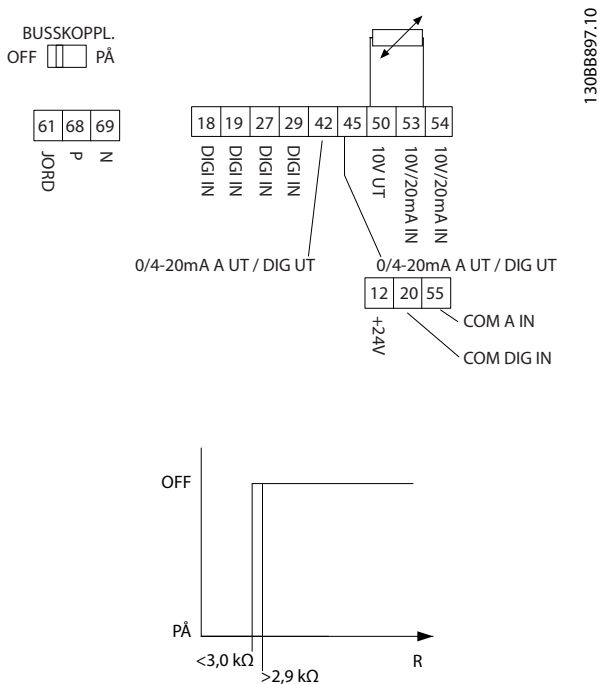 BUSSKOPPL.
OFF PÅ
61 68 69
JORD
P
N
18 19 27 29 42 45 50 53 54
DIGI IN
DIGI IN
DIGI IN
DIGI IN
10V UT
10V/20mA IN
10V/20mA IN
0/4-20mA A UT / DIG UT
0/4-20mA A UT / DIG UT
12 20 55
+24V
COM A IN
COM DIG IN
130BB897.10
OFF
PÅ
<3,0 kΩ
>2,9 kΩ
R